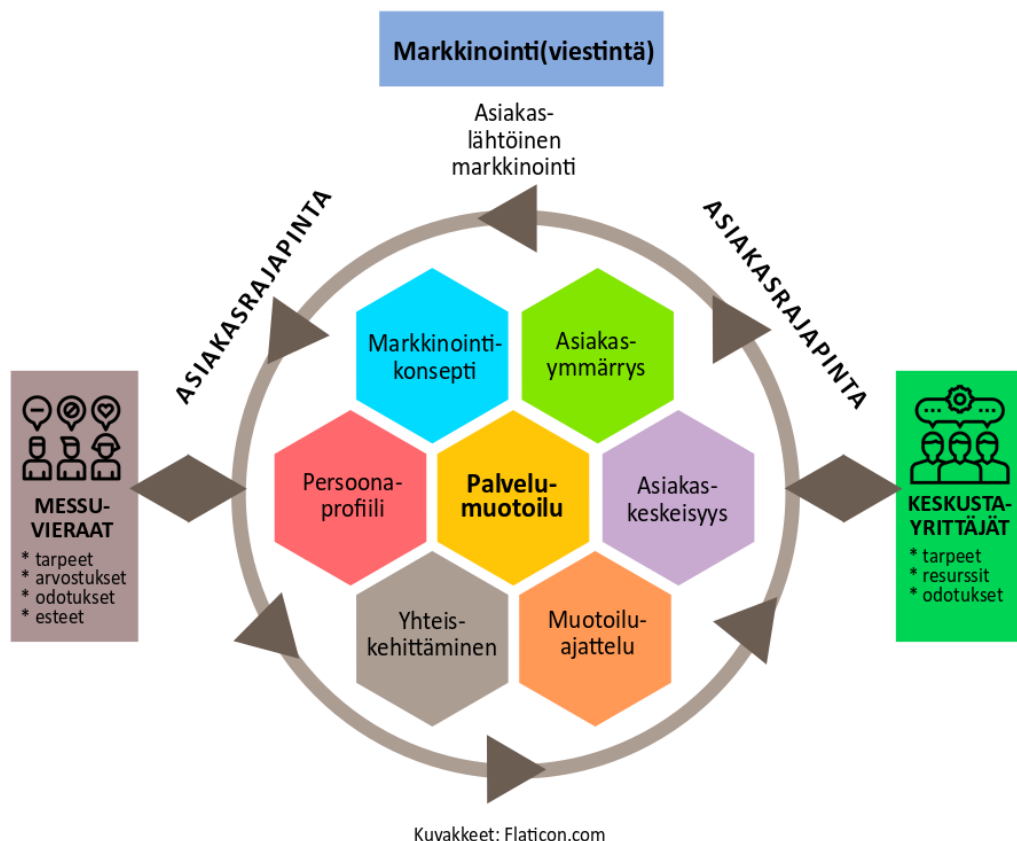 Markkinointi(viestintä)
Asiakas-
lähtöinen
markkinointi
ASIAKASRAJAPINTA
ASIAKASRAJAPINTA
Markkinointi-
konsepti
Asiakas-
ymmärrys
MESSU-
VIERAAT
* tarpeet
* arvostukset
* odotukset
* esteet
Persoona-
profiili
Palvelu-
muotoilu
Asiakas-
keskeisyys
KESKUSTA-
YRITTÄJÄT
* tarpeet
* resurssit
* odotukset
Yhteis-
kehittäminen
Muotoilu-
ajattelu
Kuvakkeet: Flaticon.com